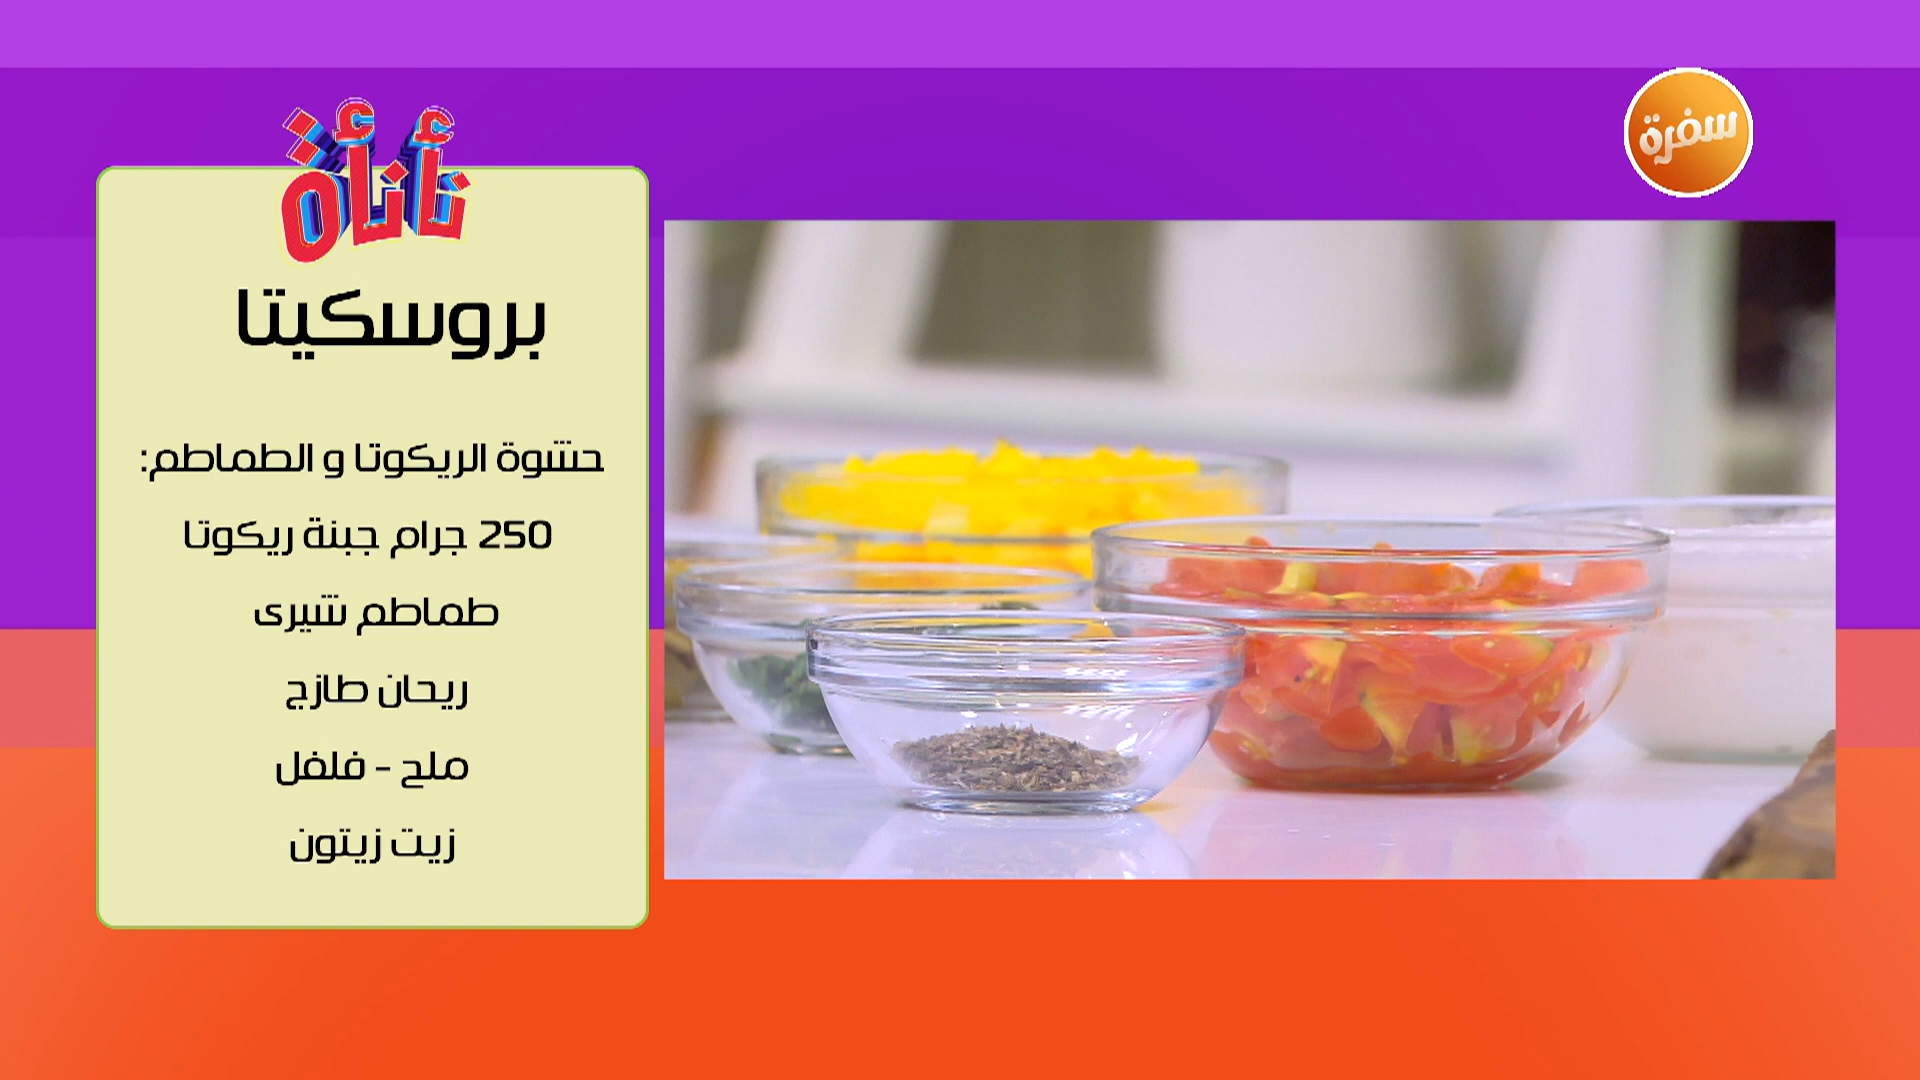 سفرة
نأنأة
بروسكيتا
حشوة الريكوتا و الطماطم:
250 جرام جبنة ريكوتا
طماطم شيرى
ريحان طازج
ملح - فلفل
زيت زيتون